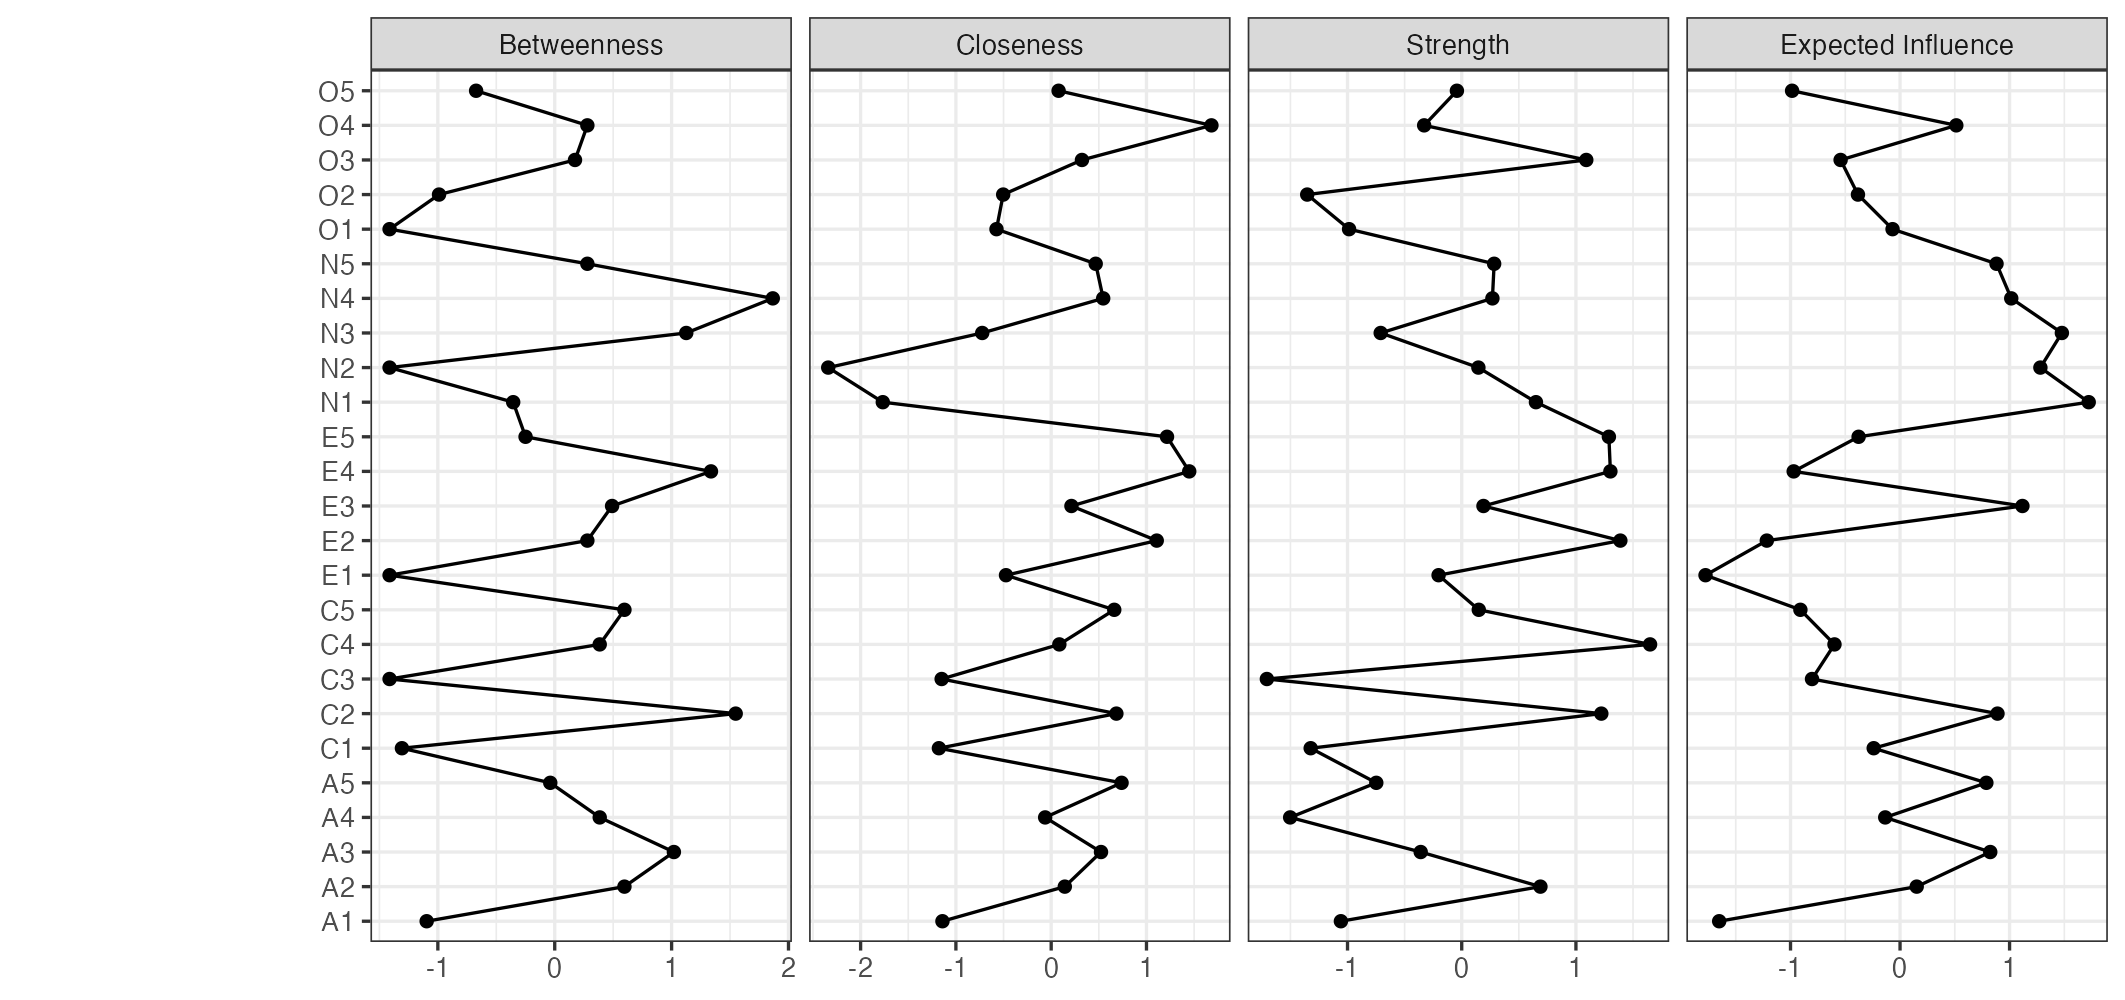 Betweenness Closeness Strength Expected Influence
O5
O4
O3
O2
O1
N5
N4
N3
N2
N1
E5
E4
E3
E2
E1
C5
C4
C3
C2
C1
A5
A4
A3
A2
A1
-1 0 1 2 -2 -1 0 1 -1 0 1 -1 0 1